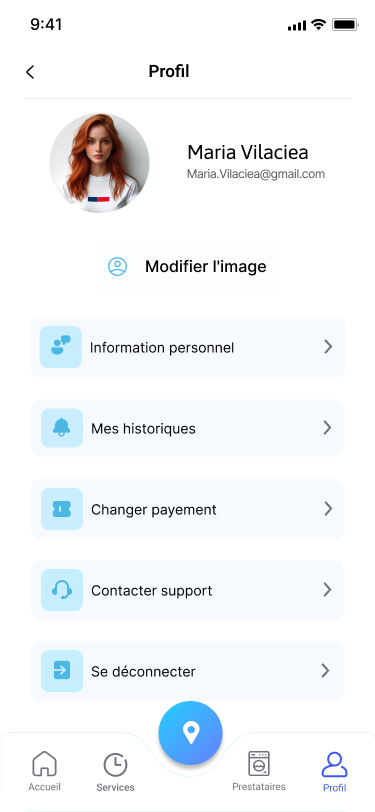 9:41
Profil
Maria Vilaciea
Maria.Vilaciea@gmail.com
Modifier l'image
Information personnel
Mes historiques
Changer payement
Contacter support
Se déconnecter
Accueil
Services
Prestataires
Profil